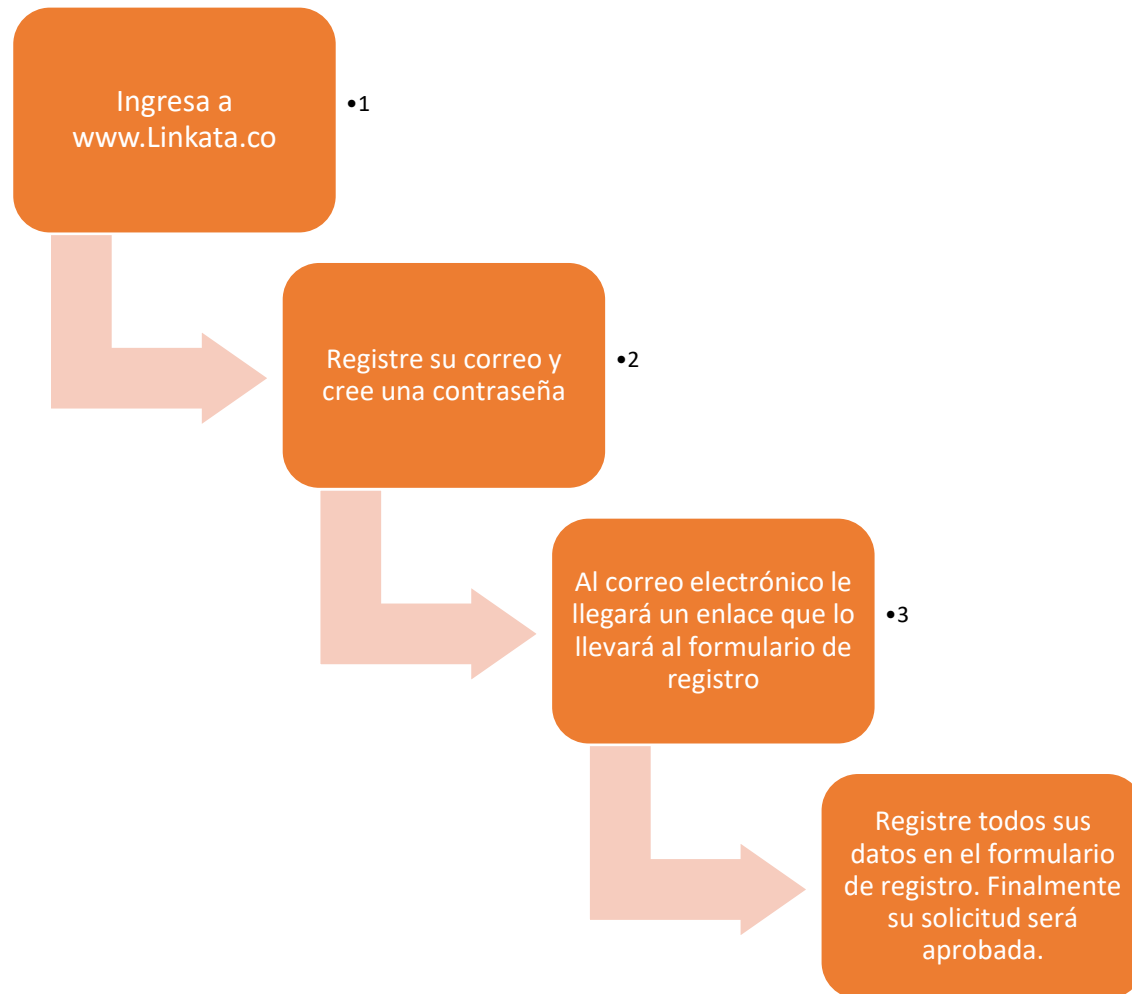 Ingresa a
www.Linkata.co
•1
Registre su correo y
cree una contraseña
•2
Al correo electrónico le
llegará un enlace que lo
llevará al formulario de
registro
•3
Registre todos sus
datos en el formulario
de registro. Finalmente
su solicitud será
aprobada.